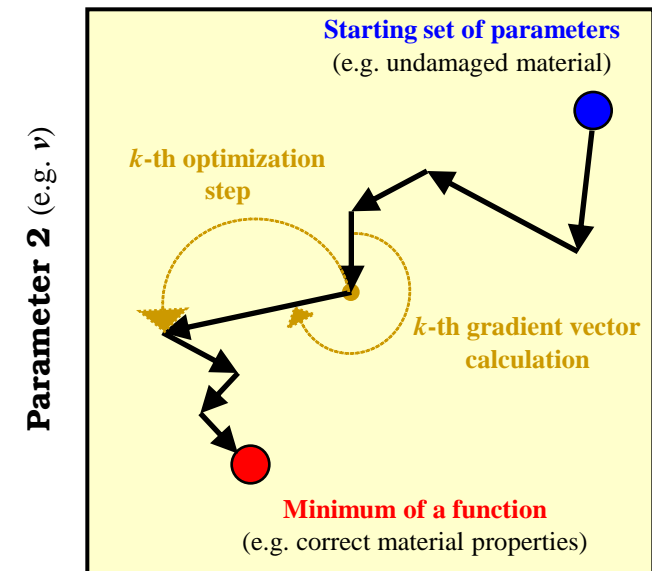 Starting set of parameters
(e.g. undamaged material)
k-th optimization
step
Parameter 2 (e.g. ν)
k-th gradient vector
calculation
Minimum of a function
(e.g. correct material properties)